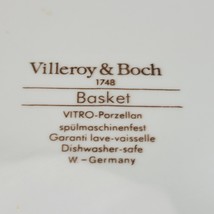 Villeroy & Boch
1748
Basket
VITRO-Porzellan
spülmaschinenfest
Garanti lave-vaisselle
Dishwasher-safe
W-Germany